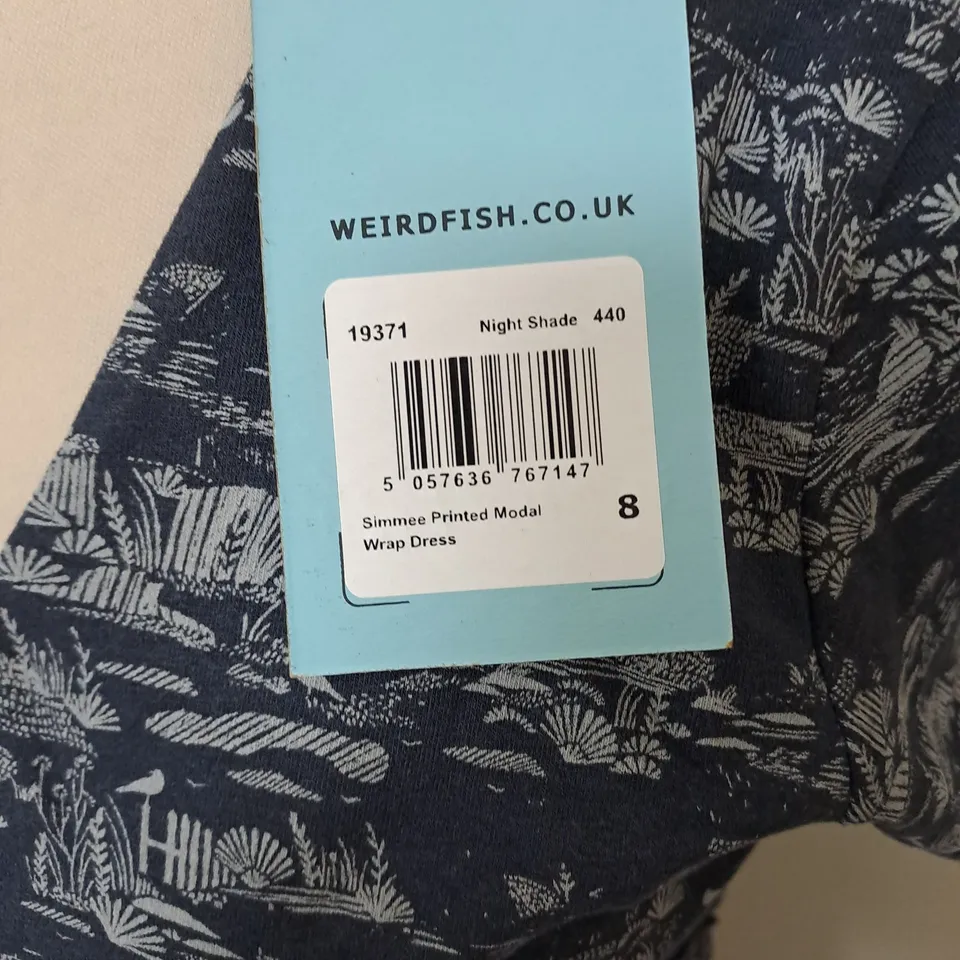 WEIRDFISH.CO.UK
19371 Night Shade 440
5 057636 767147
Simmee Printed Modal 8
Wrap Dress